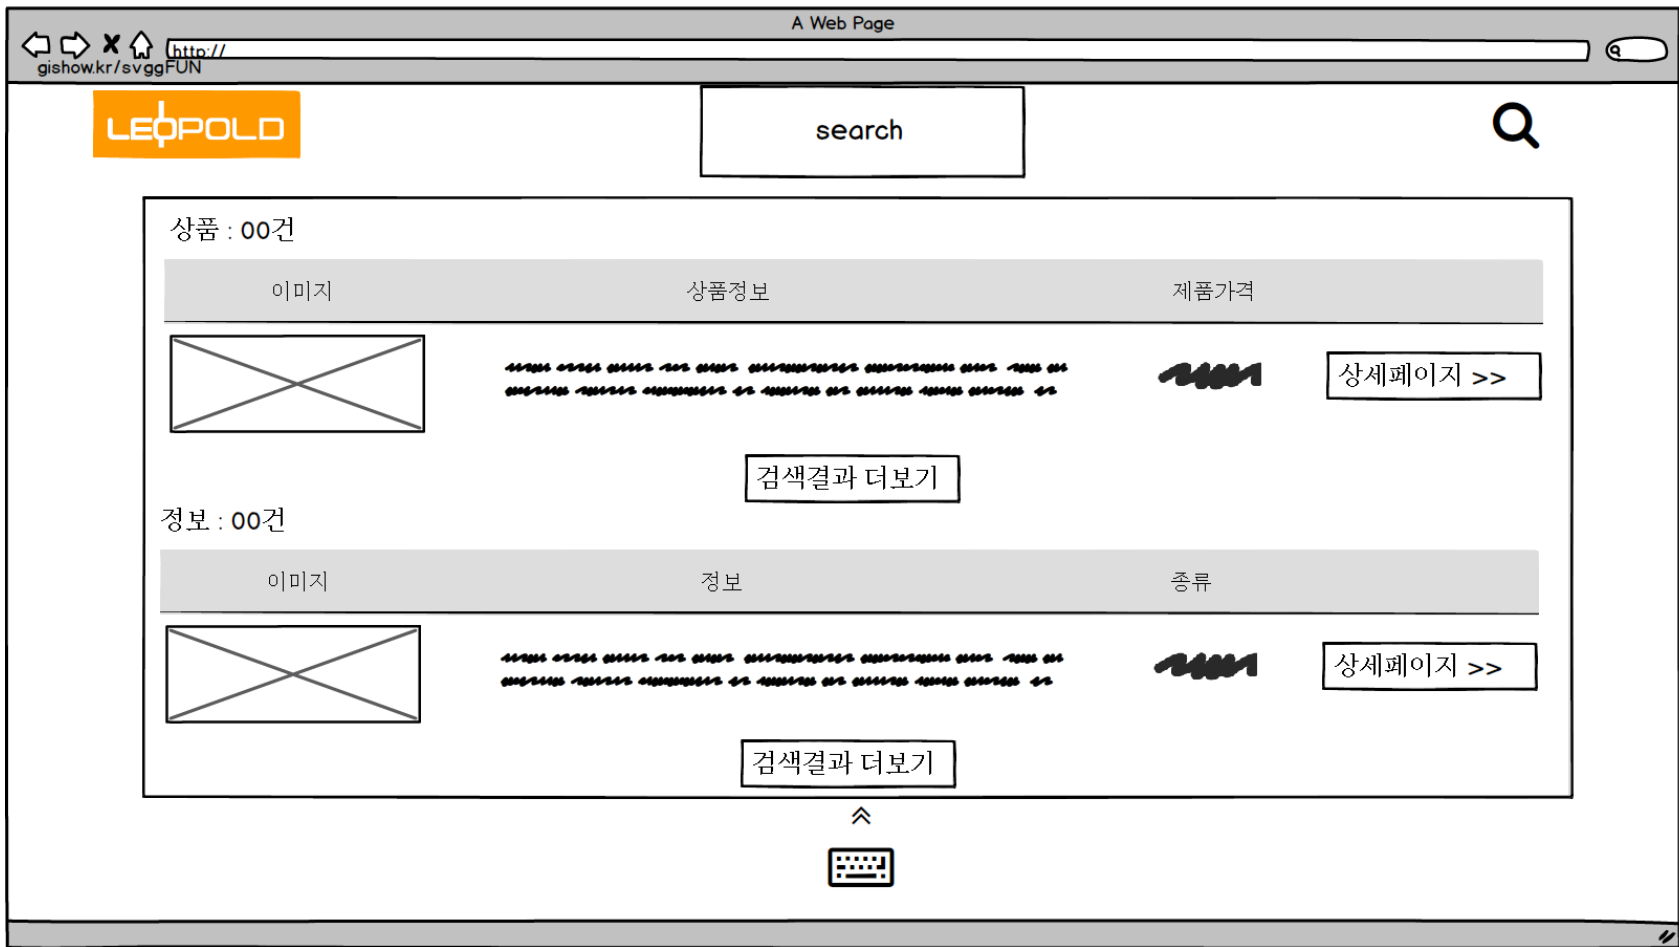 A Web Page
http://
gishow.kr/svggFUN
LEOPOLD
search
상품 : 00건
이미지 상품정보 제품가격
상세페이지 >>
검색결과 더보기
정보 : 00건
이미지 정보 종류
상세페이지 >>
검색결과 더보기